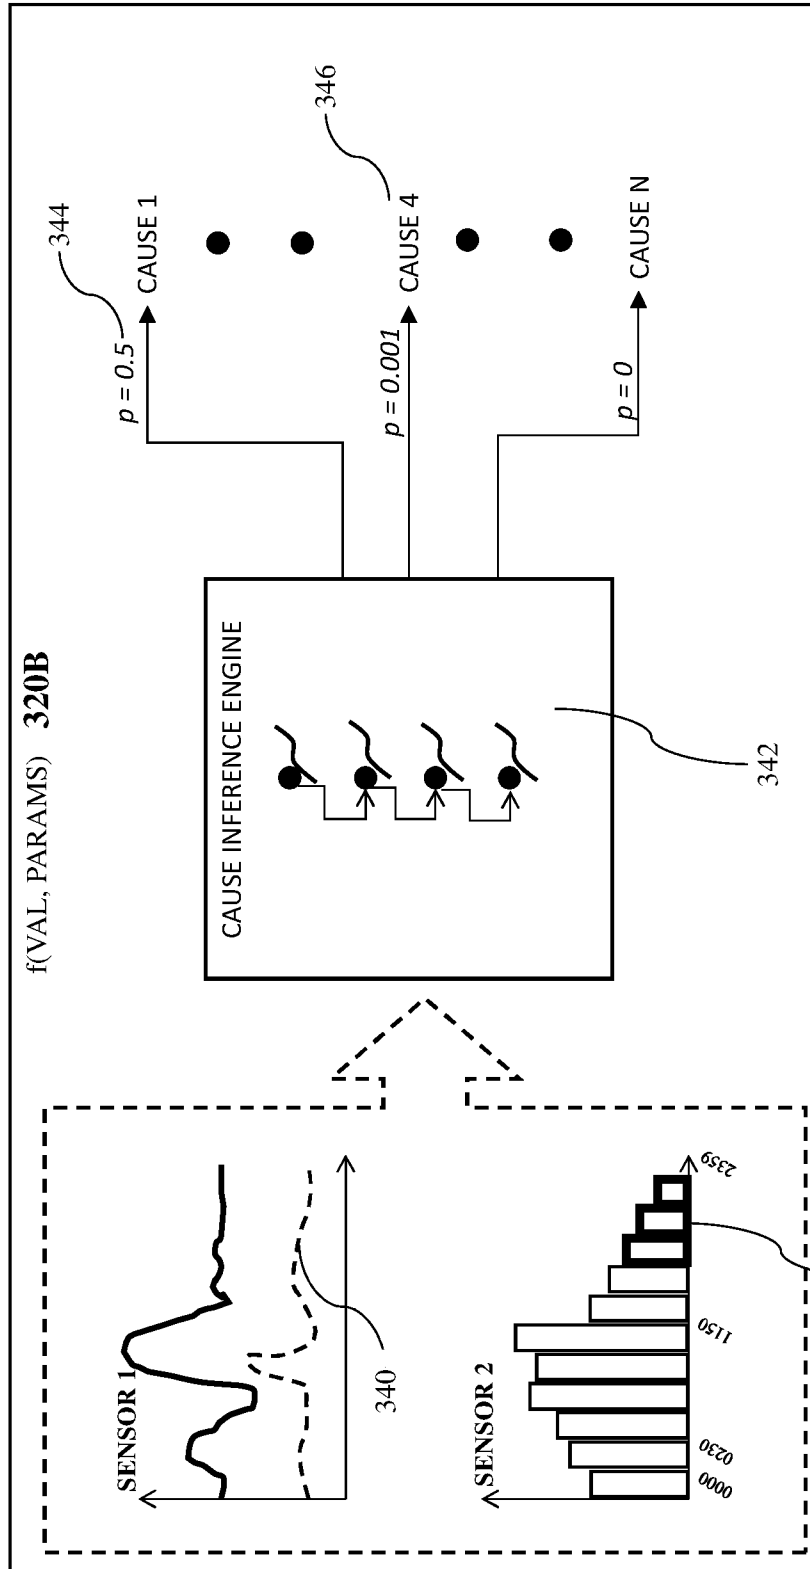 f(VAL, PARAMS) 320B
SENSOR 1
340
SENSOR 2
0000
0230
1150
2359
CAUSE INFERENCE ENGINE
342
p = 0.5
344
CAUSE 1
p = 0.001
346
CAUSE 4
p = 0
CAUSE N